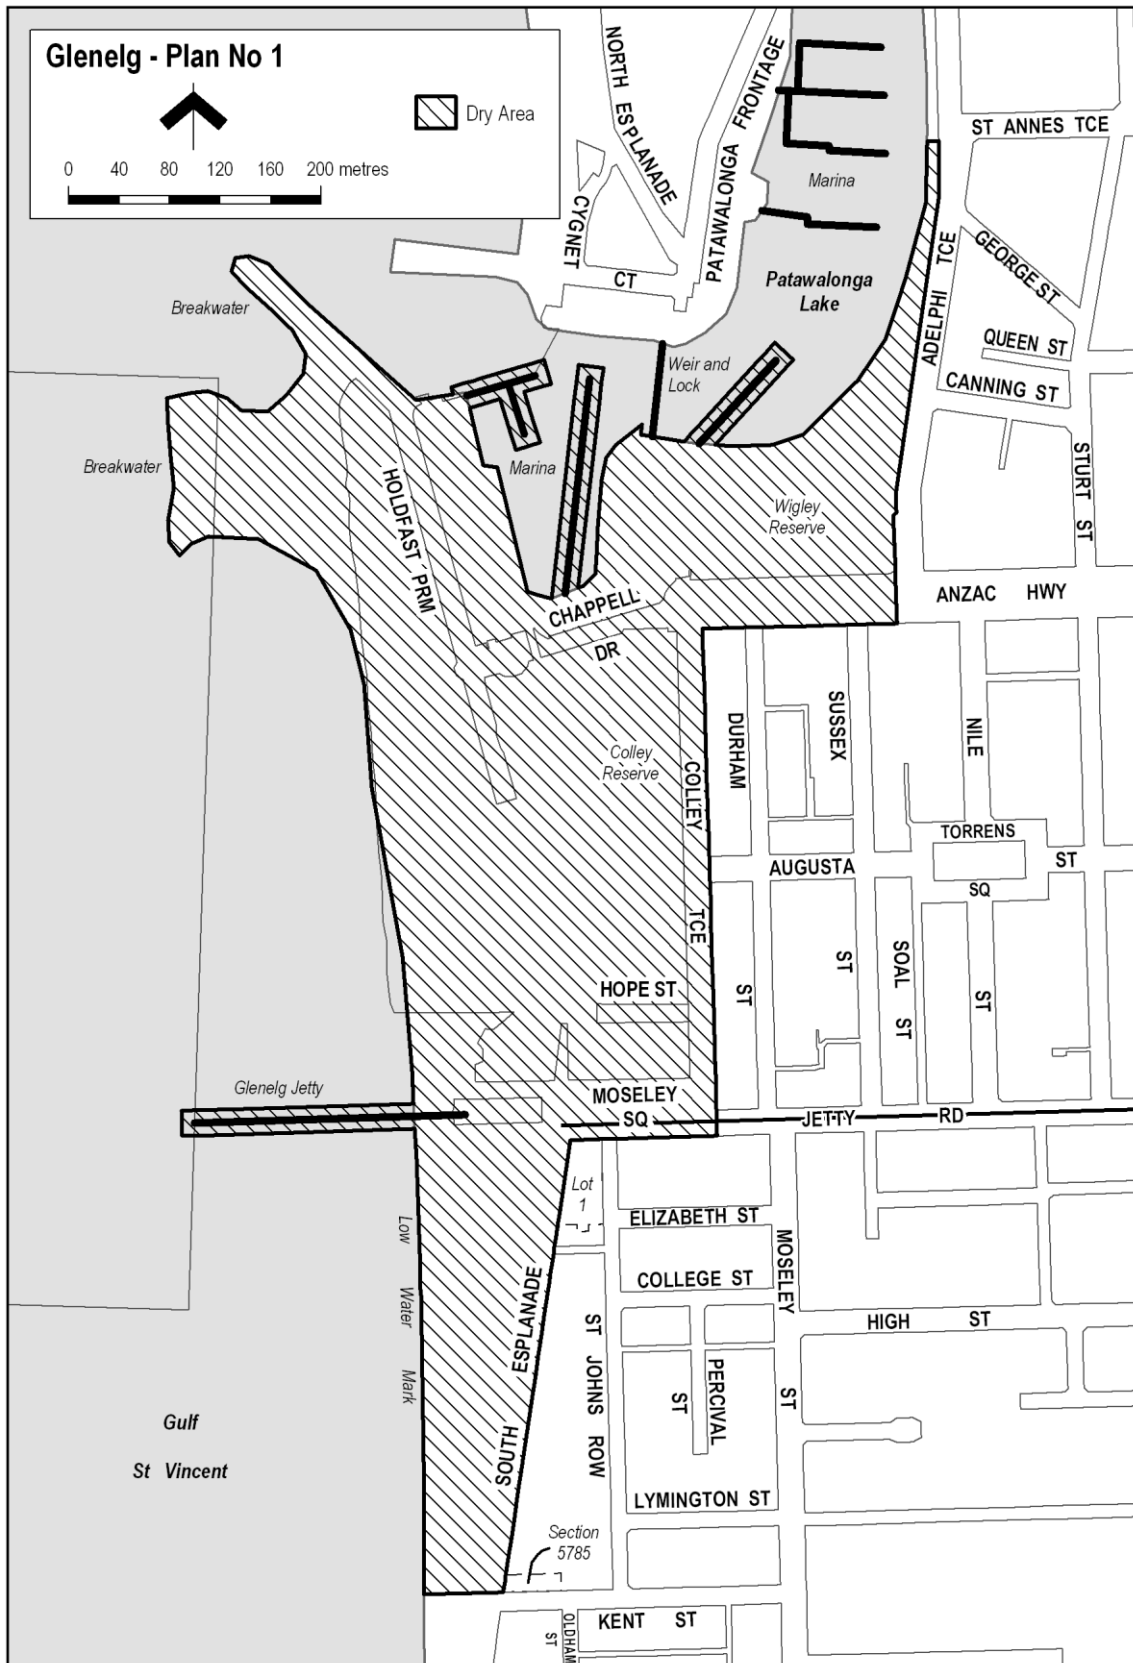 Glenelg - Plan No 1
Dry Area
0 40 80 120 160 200 metres
NORTH ESPLANADE
PATAWALONGA FRONTAGE
ST ANNES TCE
Marina
CYGNET
CT
GEORGE ST
ADELPHI TCE
Patawalonga
Lake
Breakwater
QUEEN ST
Weir and
Lock
CANNING ST
Breakwater
Marina
HOLDFAST PRM
STURT ST
Wigley
Reserve
CHAPPELL
DR
ANZAC HWY
DURHAM
ST
SUSSEX
ST
NILE
ST
Colley
Reserve
COLLEY
TCE
TORRENS
SQ
AUGUSTA
ST
SOAL ST
HOPE ST
Glenelg Jetty
MOSELEY
SQ
JETTY RD
Lot
1
ELIZABETH ST
Low Water Mark
SOUTH ESPLANADE
COLLEGE ST
MOSELEY
ST
ST JOHNS ROW
HIGH ST
PERCIVAL
ST
Gulf
St Vincent
LYMINGTON ST
Section
5785
KENT ST
OLDHAM
ST